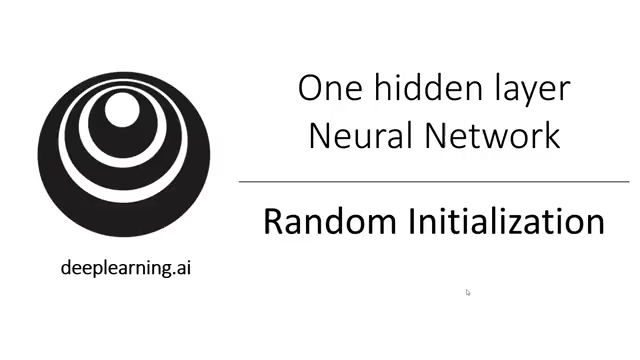 One hidden layer
Neural Network
Random Initialization
deeplearning.ai